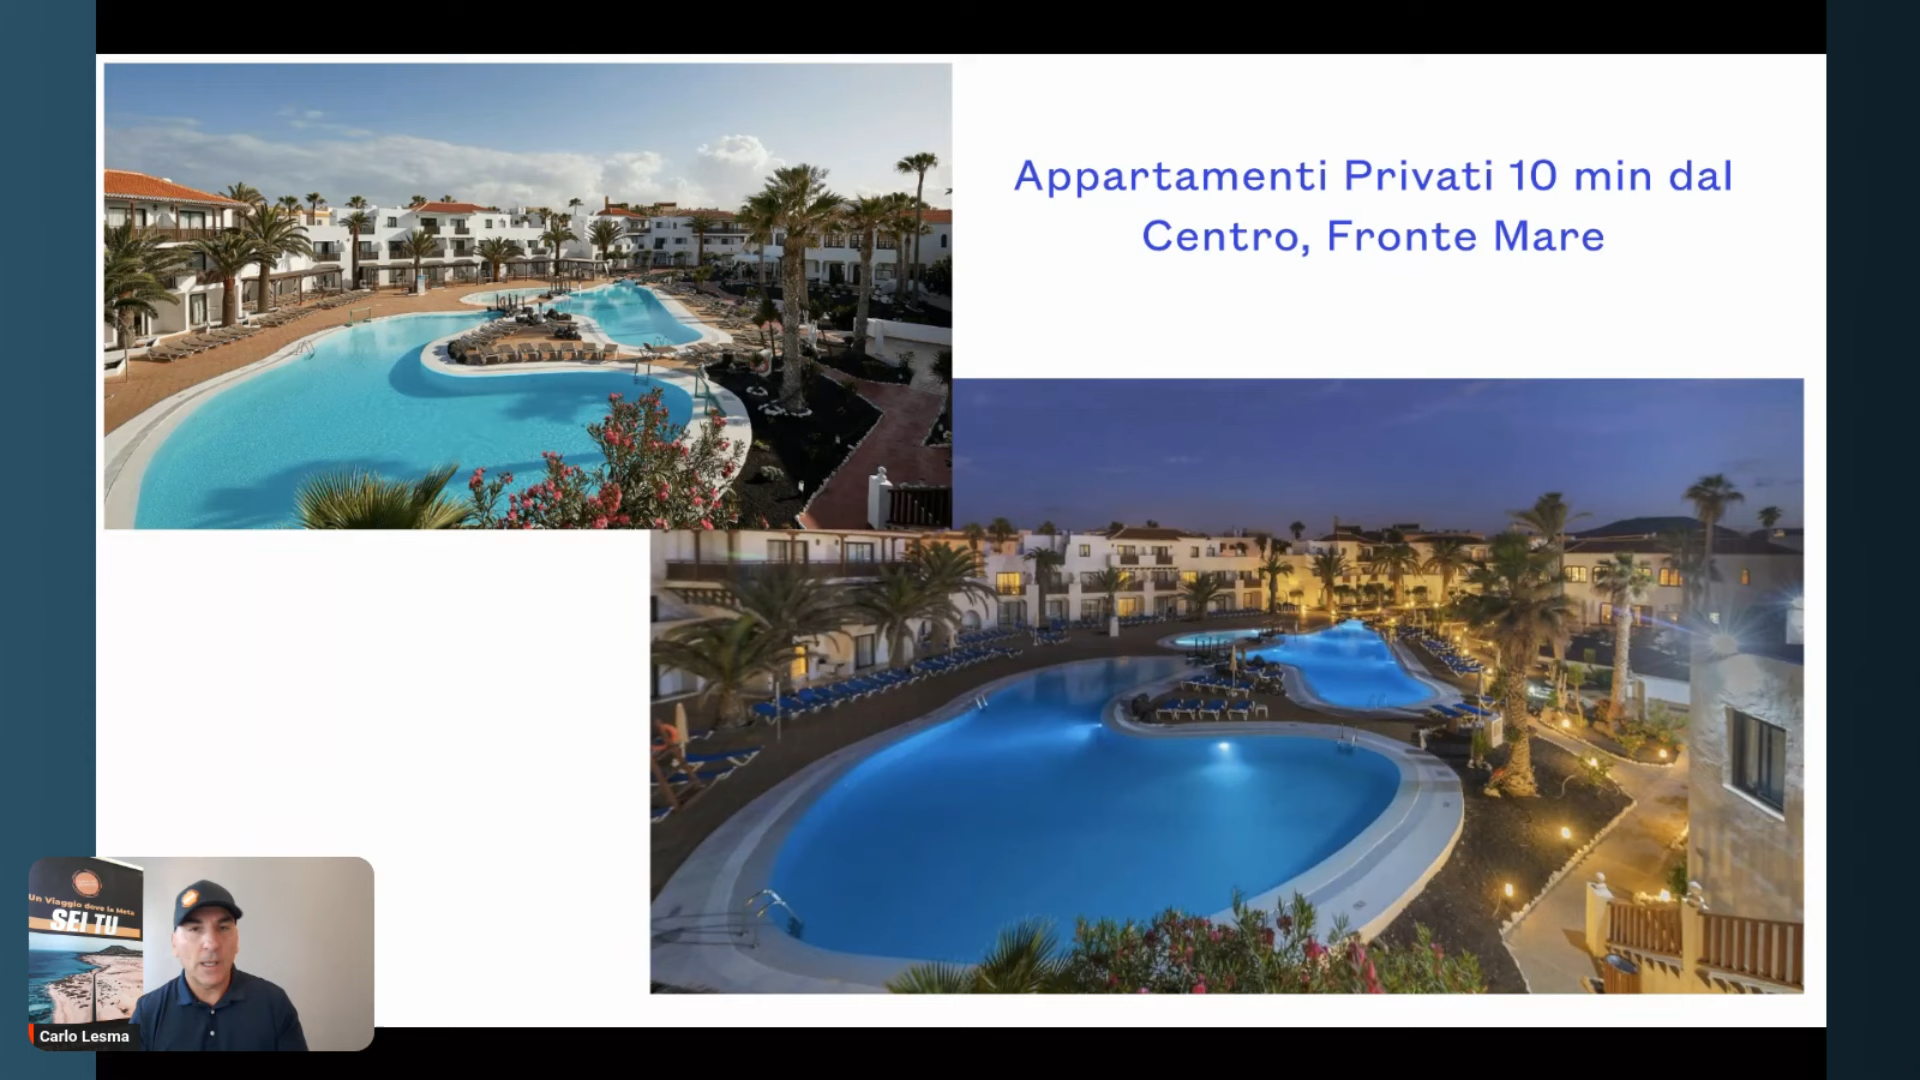 Appartamenti Privati 10 min dal
Centro, Fronte Mare
Un Viaggio dove la Meta
SEI TU
Carlo Lesma